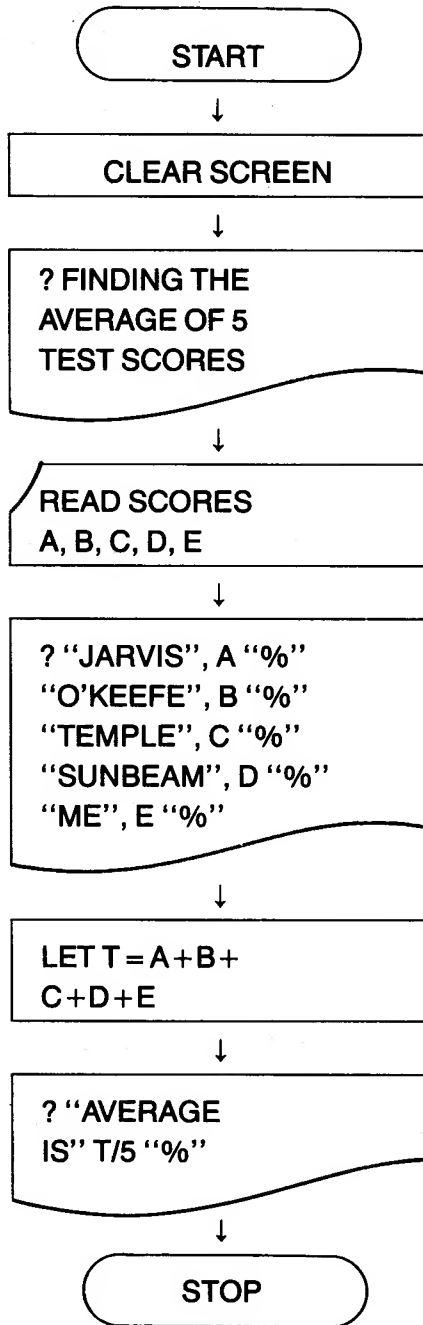 START
↓
CLEAR SCREEN
↓
? FINDING THE
AVERAGE OF 5
TEST SCORES
↓
READ SCORES
A, B, C, D, E
↓
? “JARVIS”, A “%”
“O'KEEFE”, B “%”
“TEMPLE”, C “%”
“SUNBEAM”, D “%”
“ME”, E “%”
↓
LET T = A+B+
C+D+E
↓
? “AVERAGE
IS” T/5 “%”
↓
STOP